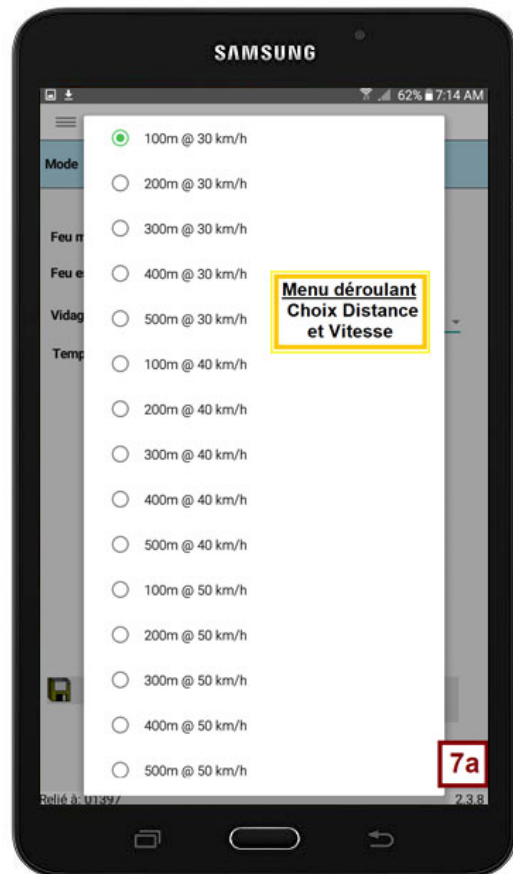 SAMSUNG
62% 7:14 AM
100m @ 30 km/h
Mode
200m @ 30 km/h
Feu m
300m @ 30 km/h
Feu e
400m @ 30 km/h
Menu déroulant
Choix Distance
et Vitesse
Vidag
500m @ 30 km/h
Temp
100m @ 40 km/h
200m @ 40 km/h
300m @ 40 km/h
400m @ 40 km/h
500m @ 40 km/h
100m @ 50 km/h
200m @ 50 km/h
300m @ 50 km/h
400m @ 50 km/h
500m @ 50 km/h
7a
Relié à: 01397 2.3.8